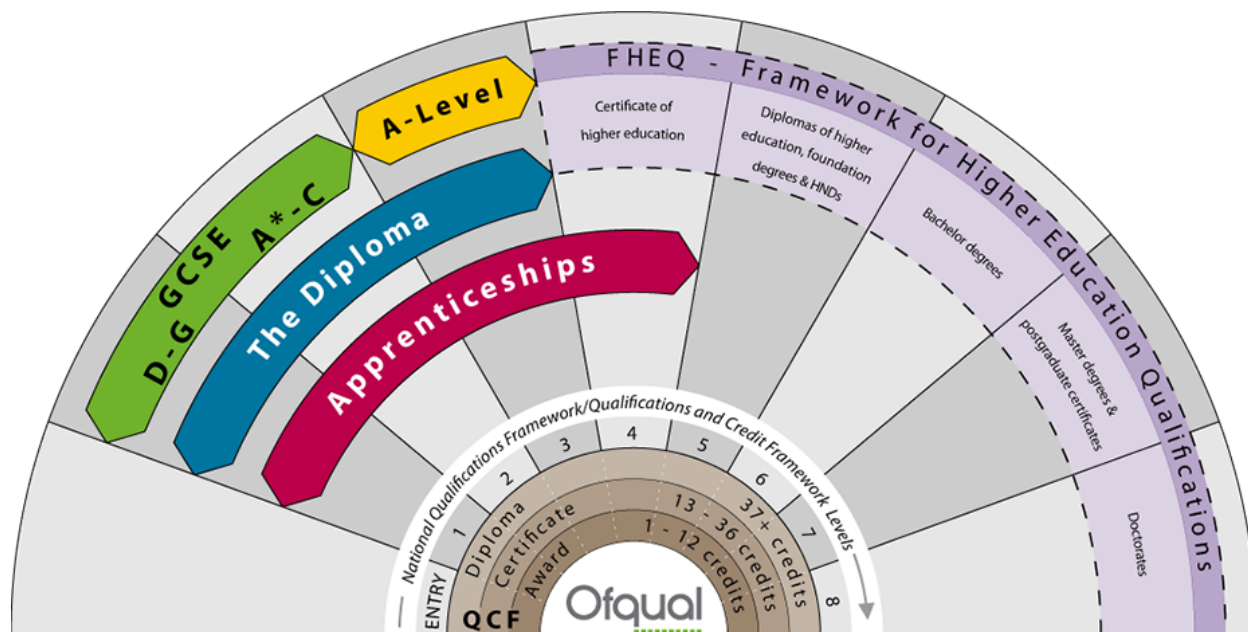 FHEQ - Framework for Higher Education Qualifications
Certificate of
higher education
Diplomas of higher
education, foundation
degrees & HNDs
Bachelor degrees
Master degrees &
postgraduate certificates
Doctorates
A-Level
GCSE
D-G A*-C
The Diploma
Apprenticeships
National Qualifications Framework/Qualifications and Credit Framework Levels
ENTRY 1 2 3 4 5 6 7 8
Diploma 37+ credits
Certificate 13 - 36 credits
Award 1 - 12 credits
QCF
Ofqual